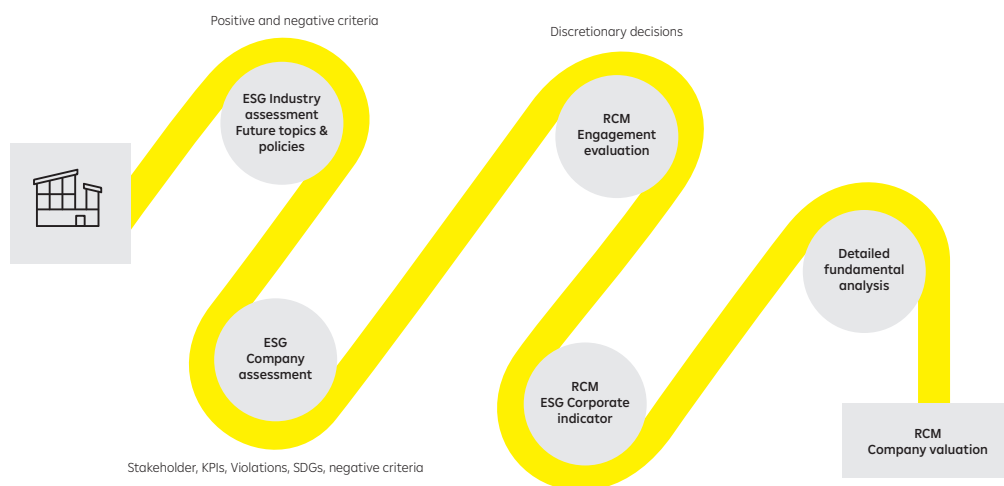 Positive and negative criteria
ESG Industry
assessment
Future topics &
policies
ESG
Company
assessment
Stakeholder, KPIs, Violations, SDGs, negative criteria
Discretionary decisions
RCM
Engagement
evaluation
RCM
ESG Corporate
indicator
Detailed
fundamental
analysis
RCM
Company valuation